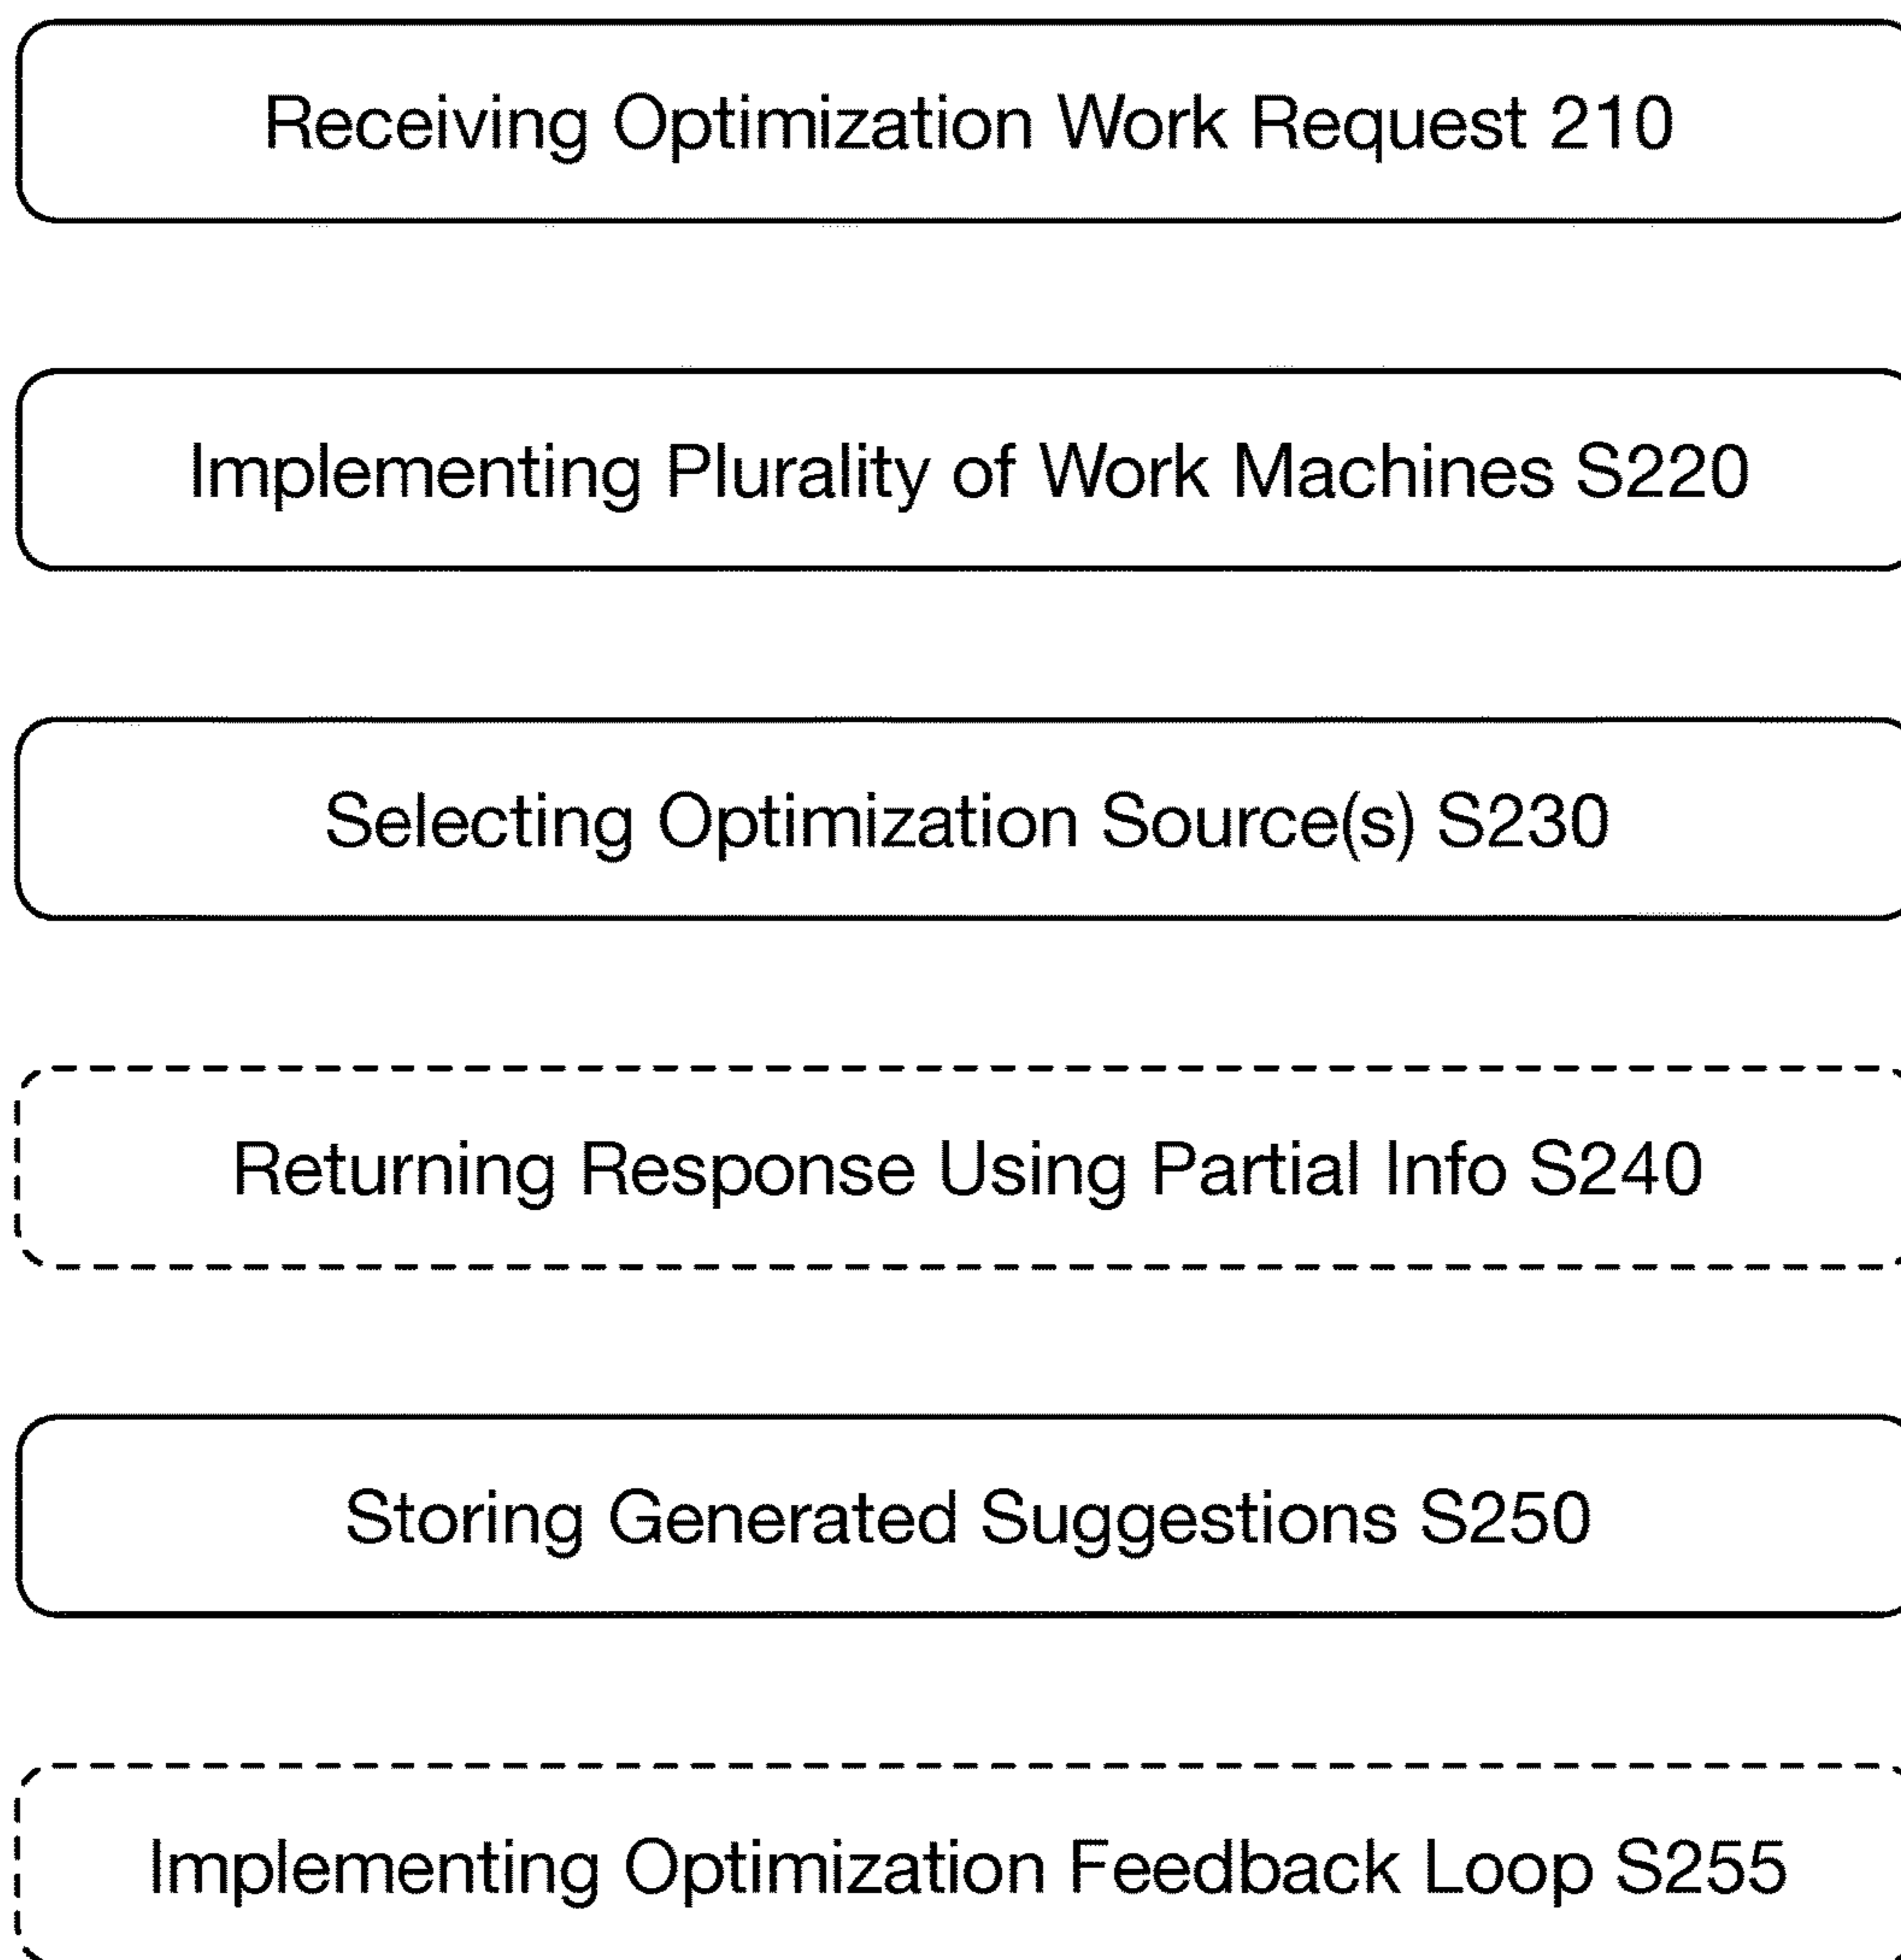 Receiving Optimization Work Request 210
Implementing Plurality of Work Machines S220
Selecting Optimization Source(s) S230
Returning Response Using Partial Info S240
Storing Generated Suggestions S250
Implementing Optimization Feedback Loop S255